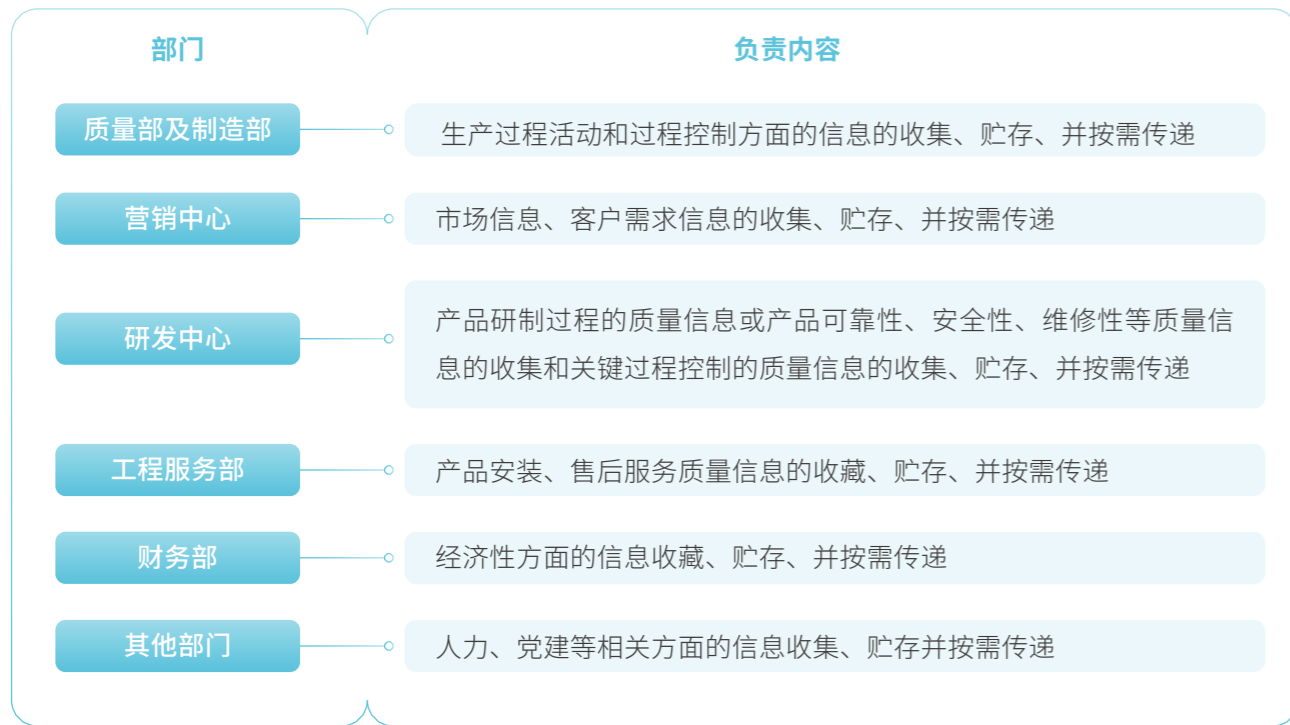 部门
负责内容
质量部及制造部
生产过程活动和过程控制方面的信息的收集、贮存、并按需传递
营销中心
市场信息、客户需求信息的收集、贮存、并按需传递
研发中心
产品研制过程的质量信息或产品可靠性、安全性、维修性等质量信
息的收集和关键过程控制的质量信息的收集、贮存、并按需传递
工程服务部
产品安装、售后服务质量信息的收藏、贮存、并按需传递
财务部
经济性方面的信息收藏、贮存、并按需传递
其他部门
人力、党建等相关方面的信息收集、贮存并按需传递